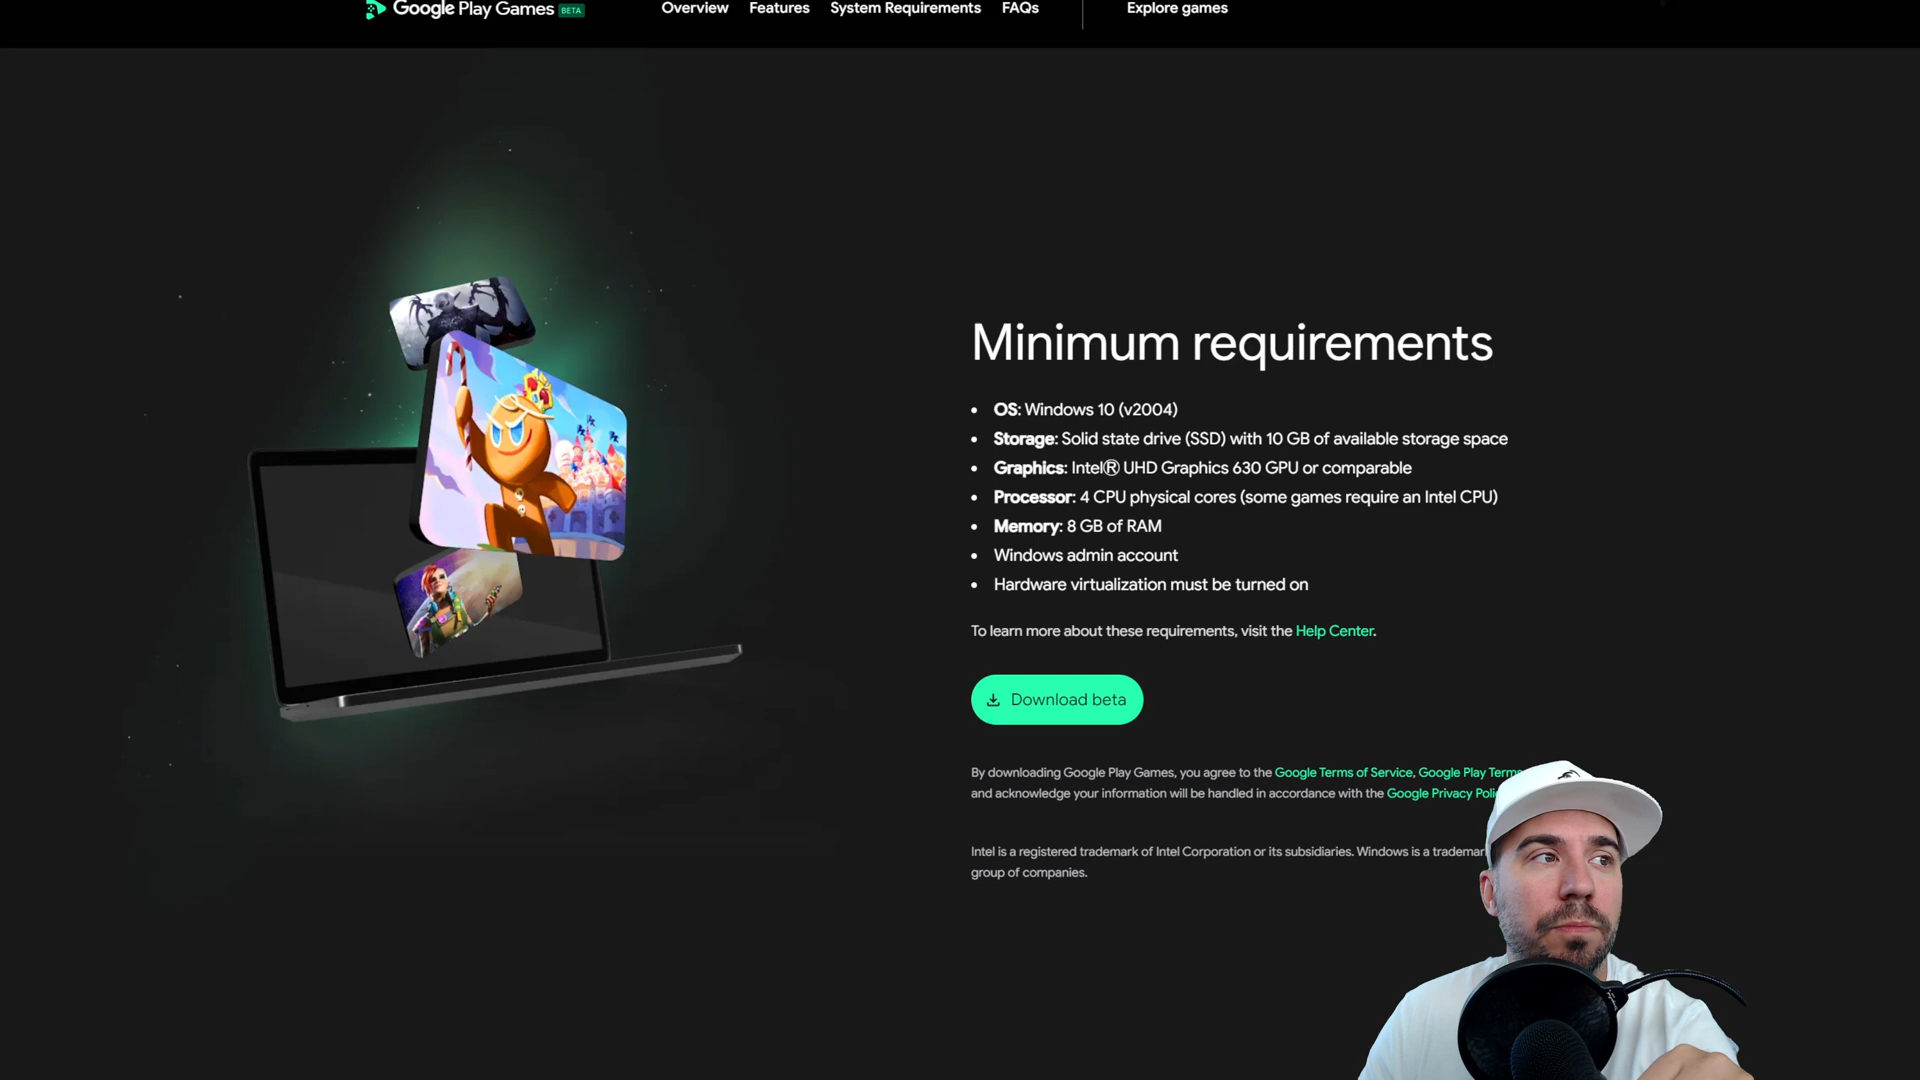 Google Play Games BETA
Overview
Features
System Requirements
FAQs
Explore games
Minimum requirements
• OS: Windows 10 (v2004)
• Storage: Solid state drive (SSD) with 10 GB of available storage space
• Graphics: Intel® UHD Graphics 630 GPU or comparable
• Processor: 4 CPU physical cores (some games require an Intel CPU)
• Memory: 8 GB of RAM
• Windows admin account
• Hardware virtualization must be turned on
To learn more about these requirements, visit the Help Center.
Download beta
By downloading Google Play Games, you agree to the Google Terms of Service, Google Play Terms
and acknowledge your information will be handled in accordance with the Google Privacy
Intel is a registered trademark of Intel Corporation or its subsidiaries. Windows is a
group of companies.